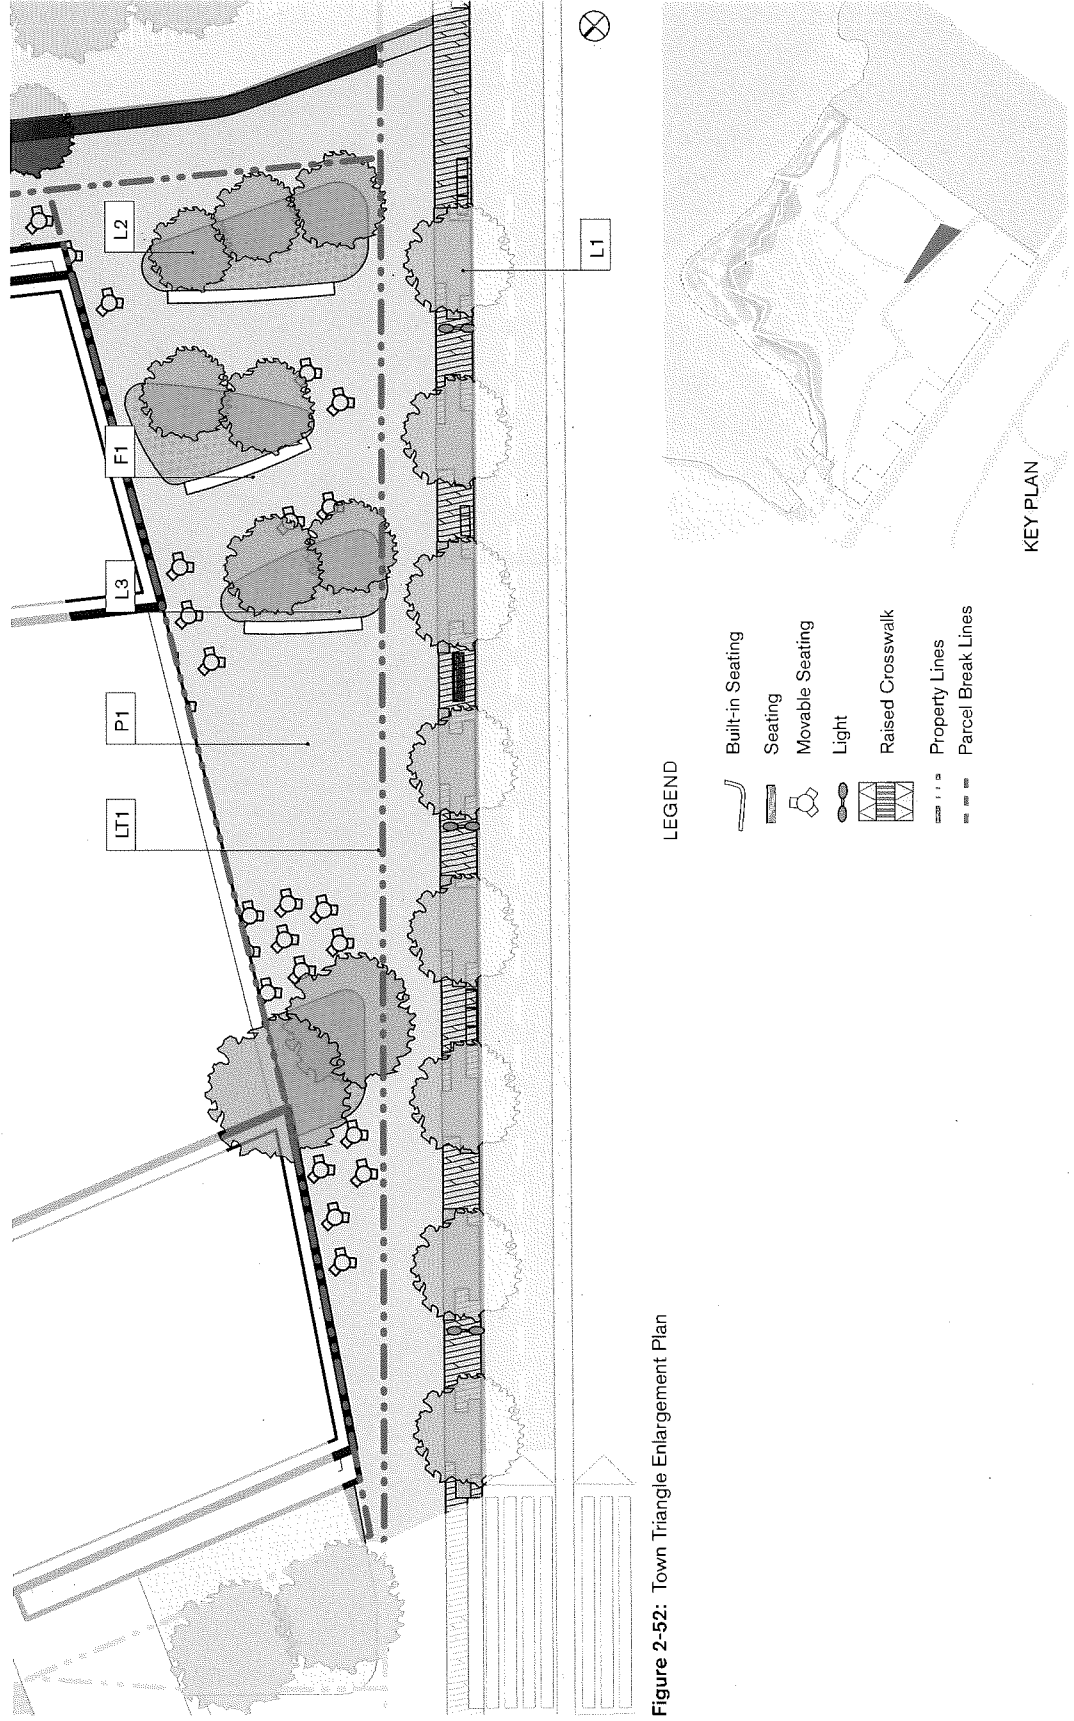 LT1
P1
L3
F1
L2
L1
Figure 2-52: Town Triangle Enlargement Plan
LEGEND
Built-in Seating
Seating
Movable Seating
Light
Raised Crosswalk
Property Lines
Parcel Break Lines
KEY PLAN